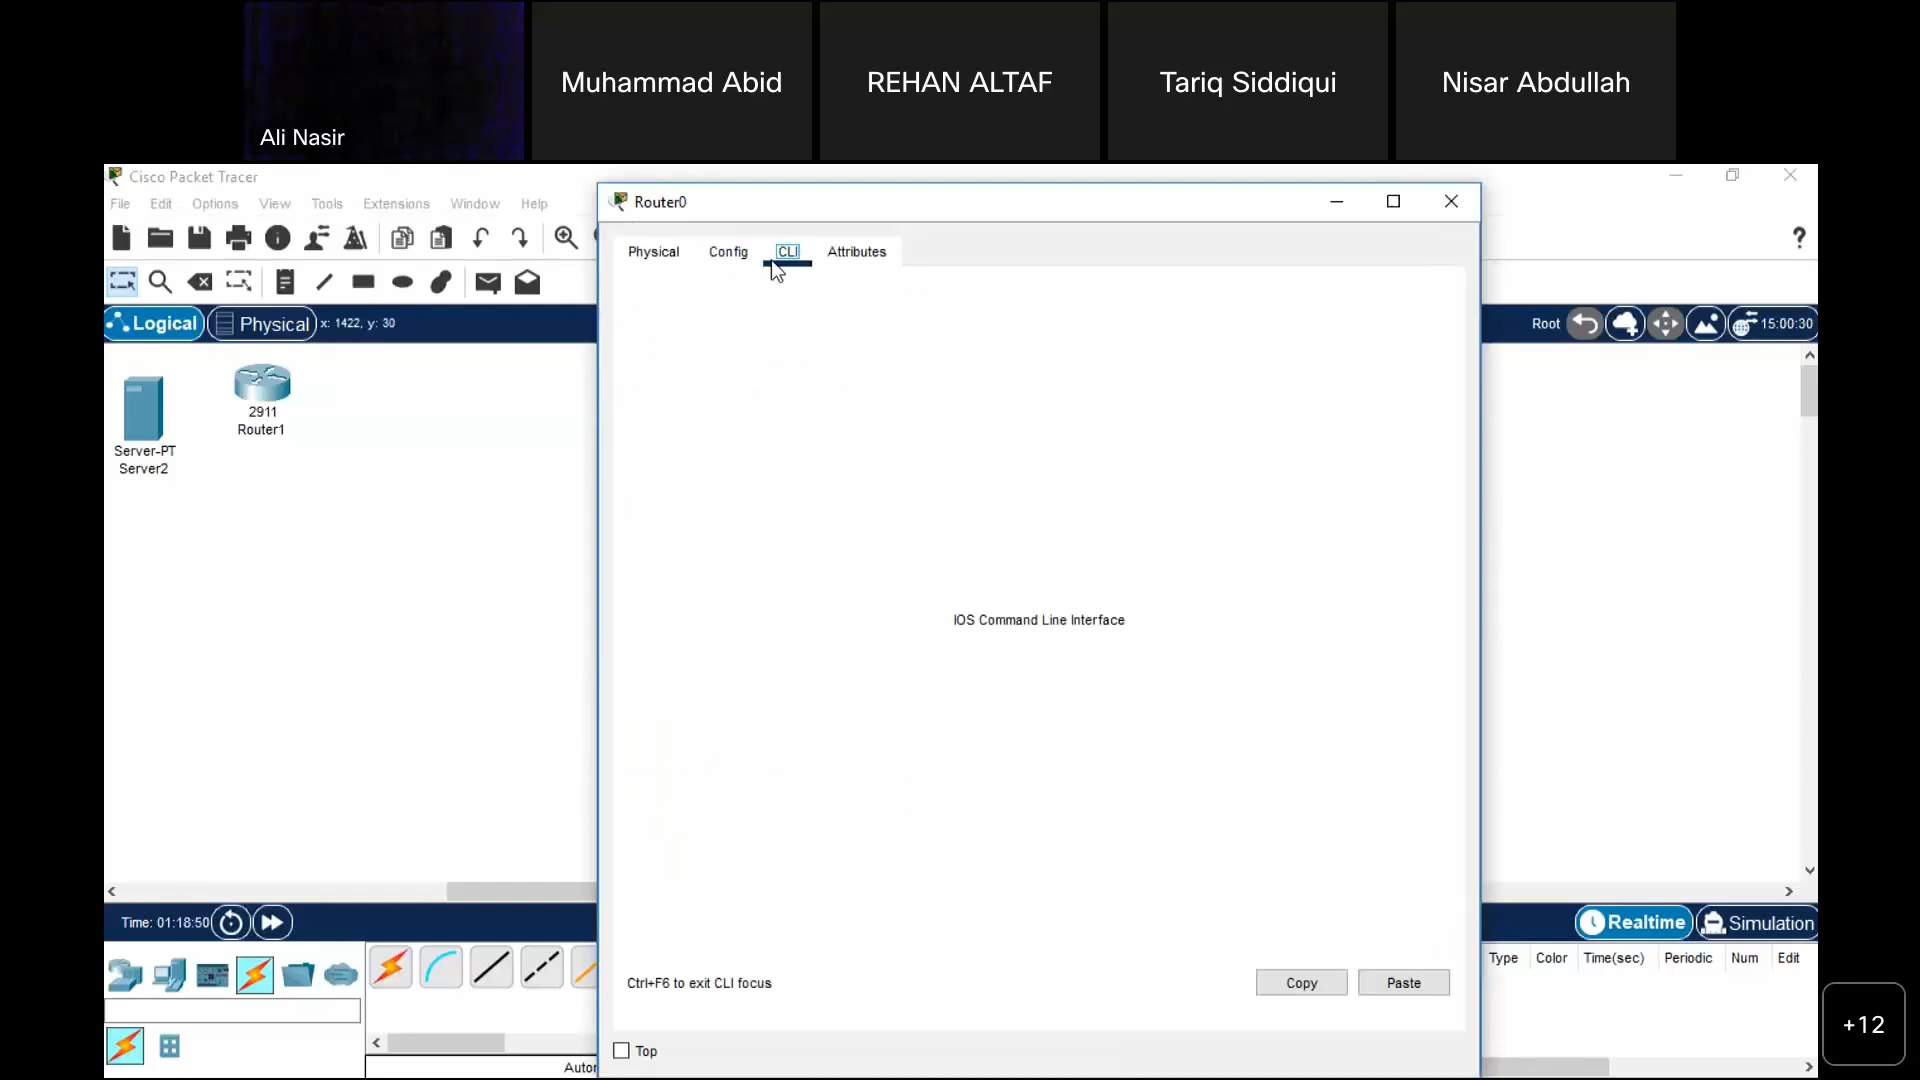 Ali Nasir
Muhammad Abid
REHAN ALTAF
Tariq Siddiqui
Nisar Abdullah
Cisco Packet Tracer
File Edit Options View Tools Extensions Window Help
Router0
Physical Config CLI Attributes
Logical Physical x: 1422, y: 30
Root 15:00:30
2911
Router1
Server-PT
Server2
IOS Command Line Interface
Time: 01:18:50
Realtime Simulation
Type Color Time(sec) Periodic Num Edit
Ctrl+F6 to exit CLI focus
Copy Paste
+12
Top